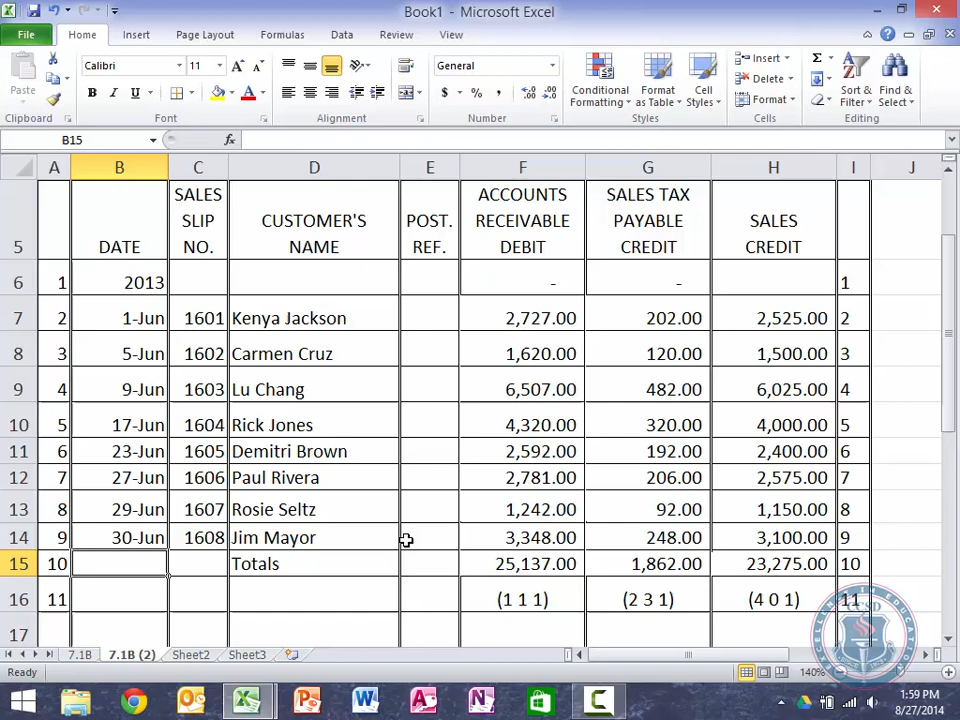 Book1 - Microsoft Excel
File Home Insert Page Layout Formulas Data Review View
Calibri 11 General Insert
Paste Delete
B I U $ % , Conditional Format Cell Format Sort & Find &
Formatting as Table Styles Filter Select
Clipboard Font Alignment Number Styles Cells Editing
B15 fx
A B C D E F G H I J
5 DATE SALES SLIP NO. CUSTOMER'S NAME POST. REF. ACCOUNTS RECEIVABLE DEBIT SALES TAX PAYABLE CREDIT SALES CREDIT
6 1 2013 - - 1
7 2 1-Jun 1601 Kenya Jackson 2,727.00 202.00 2,525.00 2
8 3 5-Jun 1602 Carmen Cruz 1,620.00 120.00 1,500.00 3
9 4 9-Jun 1603 Lu Chang 6,507.00 482.00 6,025.00 4
10 5 17-Jun 1604 Rick Jones 4,320.00 320.00 4,000.00 5
11 6 23-Jun 1605 Demitri Brown 2,592.00 192.00 2,400.00 6
12 7 27-Jun 1606 Paul Rivera 2,781.00 206.00 2,575.00 7
13 8 29-Jun 1607 Rosie Seltz 1,242.00 92.00 1,150.00 8
14 9 30-Jun 1608 Jim Mayor 3,348.00 248.00 3,100.00 9
15 10 Totals 25,137.00 1,862.00 23,275.00 10
16 11 (1 1 1) (2 3 1) (4 0 1) 11
17
7.1B 7.1B (2) Sheet2 Sheet3
Ready 140%
CCSD
1:59 PM
8/27/2014